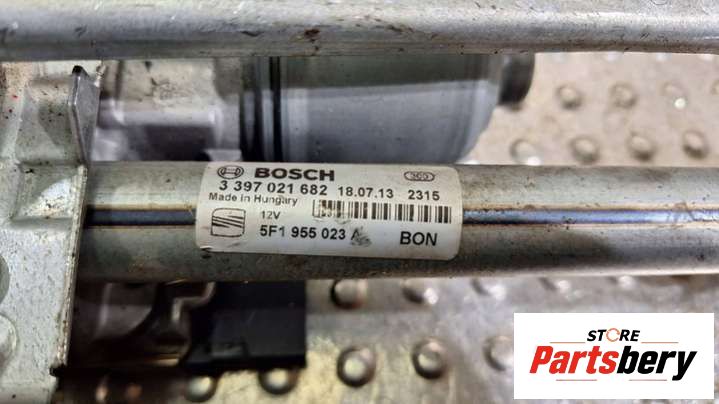 BOSCH
3 397 021 682 18.07.13 2315
Made in Hungary
12V
5F1 955 023 A BON
STORE
Partsbery